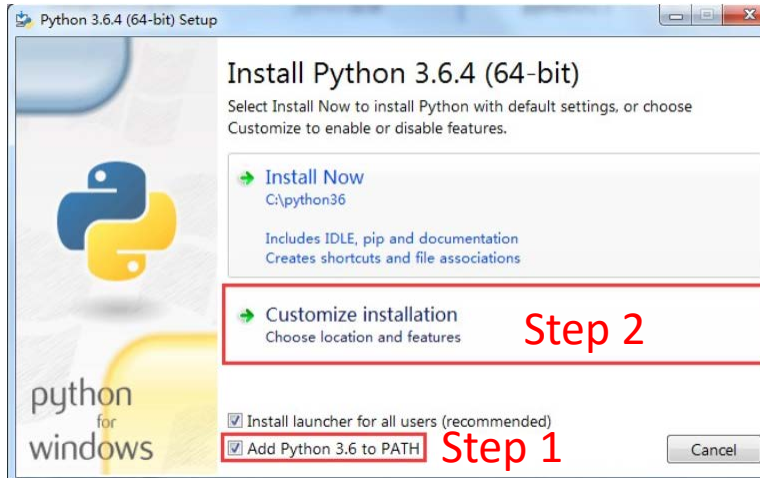 Python 3.6.4 (64-bit) Setup
Install Python 3.6.4 (64-bit)
Select Install Now to install Python with default settings, or choose
Customize to enable or disable features.
Install Now
C:\python36
Includes IDLE, pip and documentation
Creates shortcuts and file associations
Customize installation
Choose location and features
Step 2
python
for
windows
Install launcher for all users (recommended)
Add Python 3.6 to PATH
Step 1
Cancel